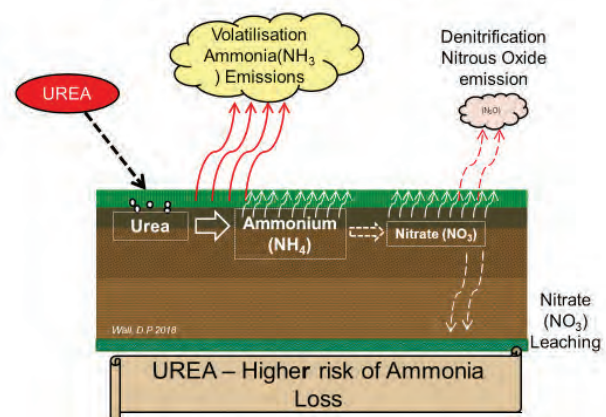 Volatilisation
Ammonia(NH3
) Emissions
Denitrification
Nitrous Oxide
emission
UREA
(N2O)
Urea
Ammonium
(NH4)
Nitrate (NO3)
Wall, D.P 2018
Nitrate
(NO3)
Leaching
UREA – Higher risk of Ammonia
Loss